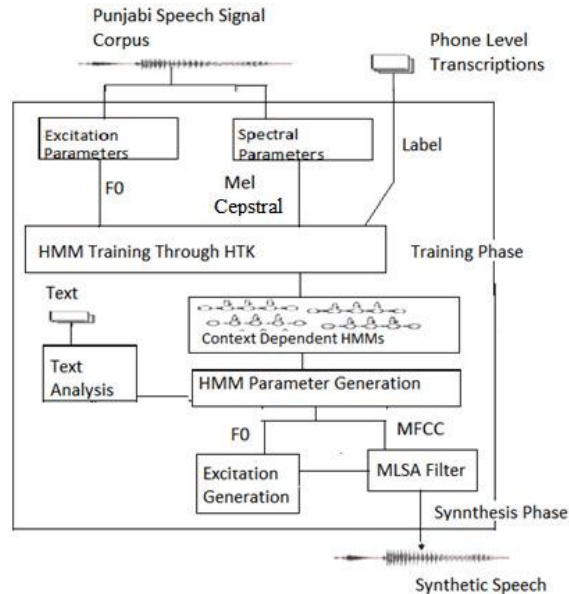 Punjabi Speech Signal
Corpus
Phone Level
Transcriptions
Excitation
Parameters
Spectral
Parameters
Label
F0
Mel
Cepstral
HMM Training Through HTK
Training Phase
Text
Context Dependent HMMs
Text
Analysis
HMM Parameter Generation
F0
MFCC
Excitation
Generation
MLSA Filter
Synnthesis Phase
Synthetic Speech